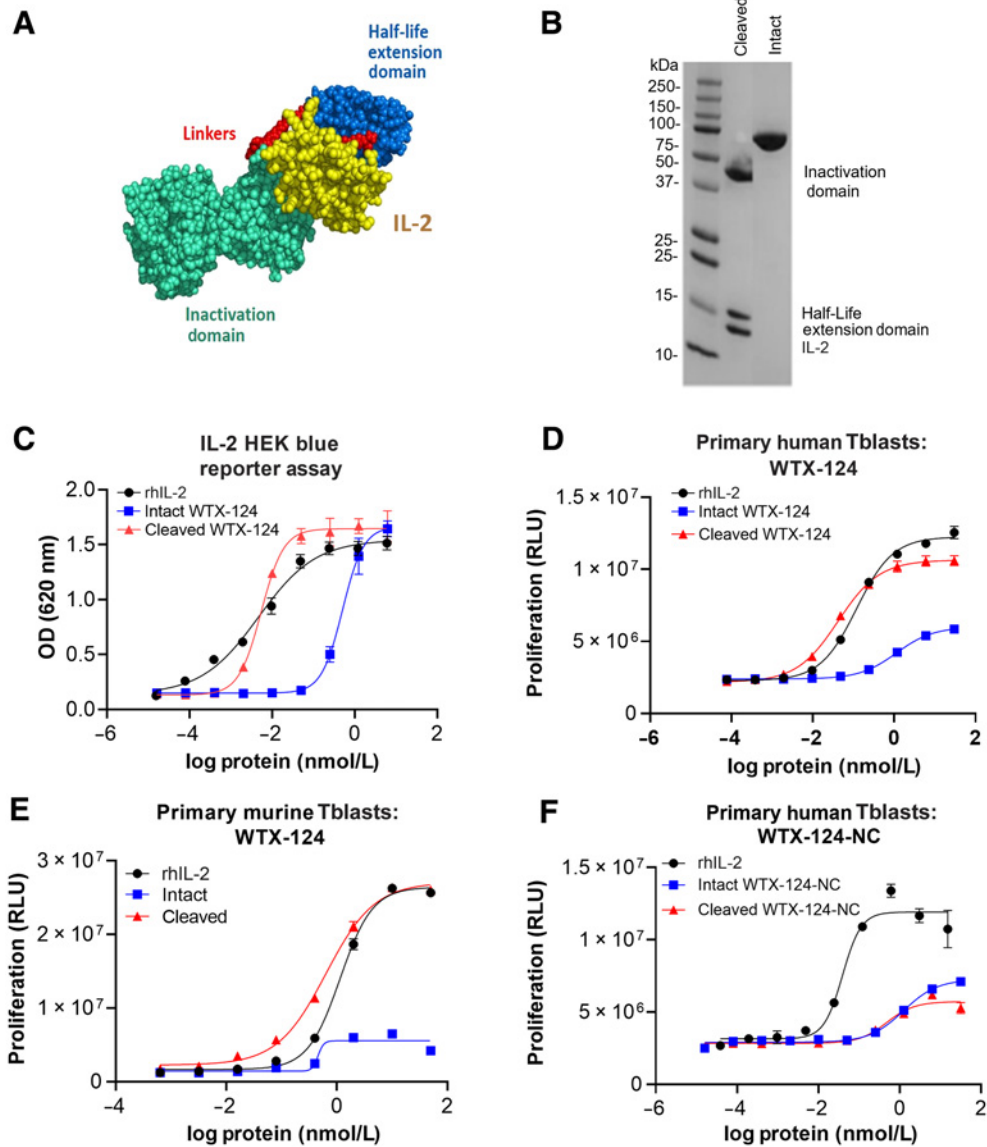 A
Half-life
extension
domain
Linkers
IL-2
Inactivation
domain
B
Cleaved
Intact
kDa
250-
150-
100-
75-
50-
37-
25-
25-
15-
10-
Inactivation
domain
Half-Life
extension domain
IL-2
C
IL-2 HEK blue
reporter assay
rhIL-2
Intact WTX-124
Cleaved WTX-124
OD (620 nm)
2.0
1.5
1.0
0.5
0.0
−6 −4 −2 0 2
log protein (nmol/L)
D
Primary human Tblasts:
WTX-124
rhIL-2
Intact WTX-124
Cleaved WTX-124
Proliferation (RLU)
1.5 × 10⁷
1 × 10⁷
5 × 10⁶
0
−6 −4 −2 0 2
log protein (nmol/L)
E
Primary murine Tblasts:
WTX-124
rhIL-2
Intact
Cleaved
Proliferation (RLU)
3 × 10⁷
2 × 10⁷
1 × 10⁷
0
−4 −2 0 2
log protein (nmol/L)
F
Primary human Tblasts:
WTX-124-NC
rhIL-2
Intact WTX-124-NC
Cleaved WTX-124-NC
Proliferation (RLU)
1.5 × 10⁷
1 × 10⁷
5 × 10⁶
0
−6 −4 −2 0 2
log protein (nmol/L)